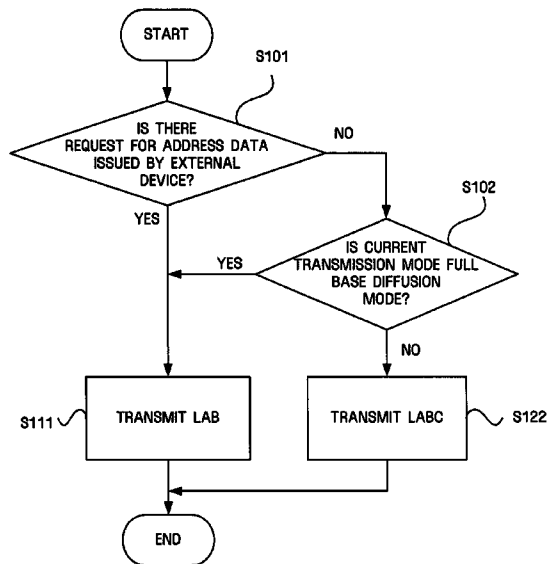 START
S101
IS THERE
REQUEST FOR ADDRESS DATA
ISSUED BY EXTERNAL
DEVICE?
NO
YES
S102
IS CURRENT
TRANSMISSION MODE FULL
BASE DIFFUSION
MODE?
YES
NO
S111
TRANSMIT LAB
TRANSMIT LABC
S122
END